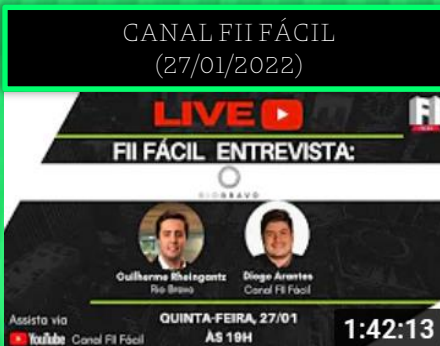 CANAL FII FÁCIL
(27/01/2022)
LIVE
FII FÁCIL ENTREVISTA:
RIO BRAVO
Guilherme Rheingantz
Rio Bravo
Diogo Arantes
Canal FII Fácil
Assista via
YouTube Canal FII Fácil
QUINTA-FEIRA, 27/01
ÀS 19H
1:42:13